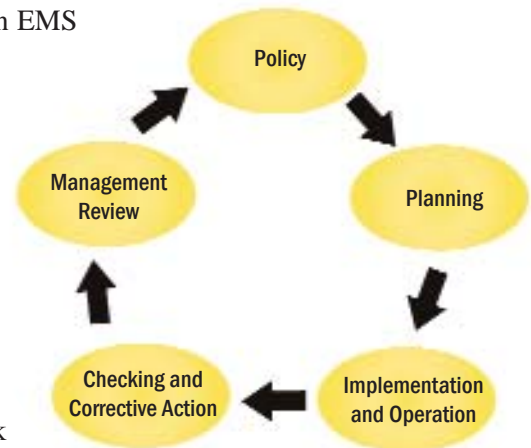 EMS
Policy
Planning
Implementation
and Operation
Checking and
Corrective Action
Management
Review